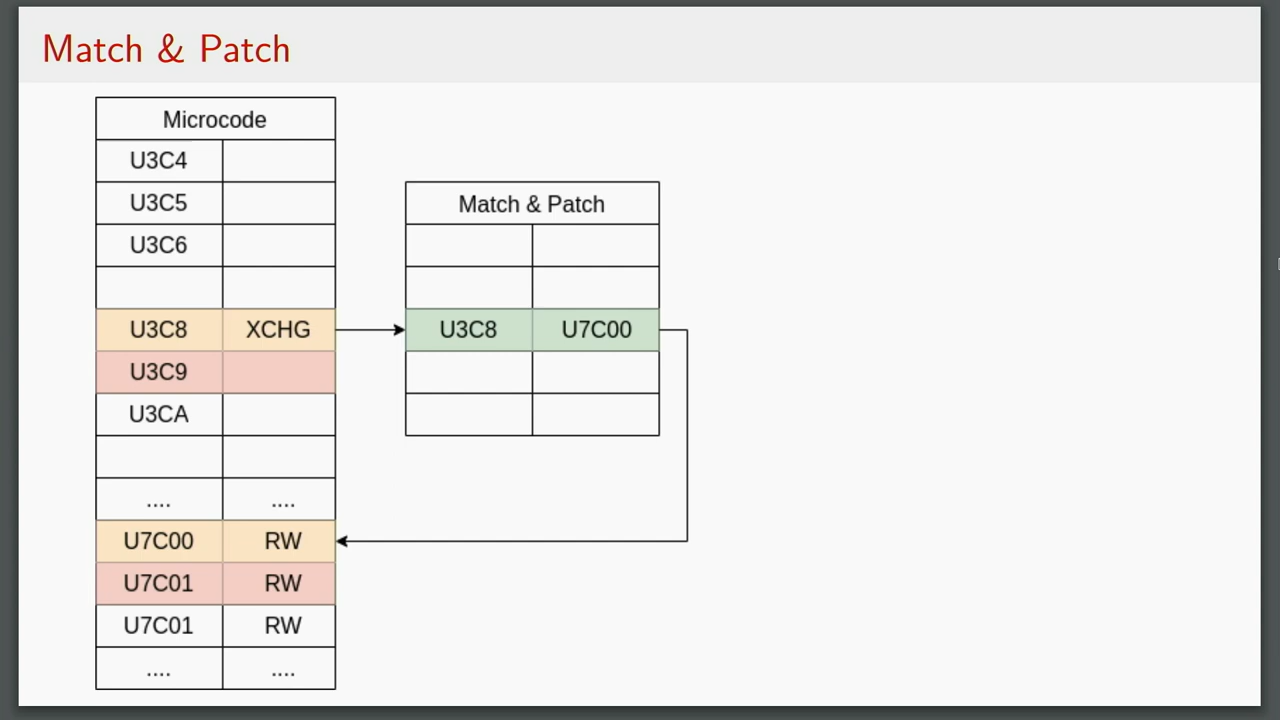 Match & Patch
Microcode
U3C4
U3C5
U3C6
U3C8 XCHG
U3C9
U3CA
.... ....
U7C00 RW
U7C01 RW
U7C01 RW
.... ....
Match & Patch
U3C8 U7C00